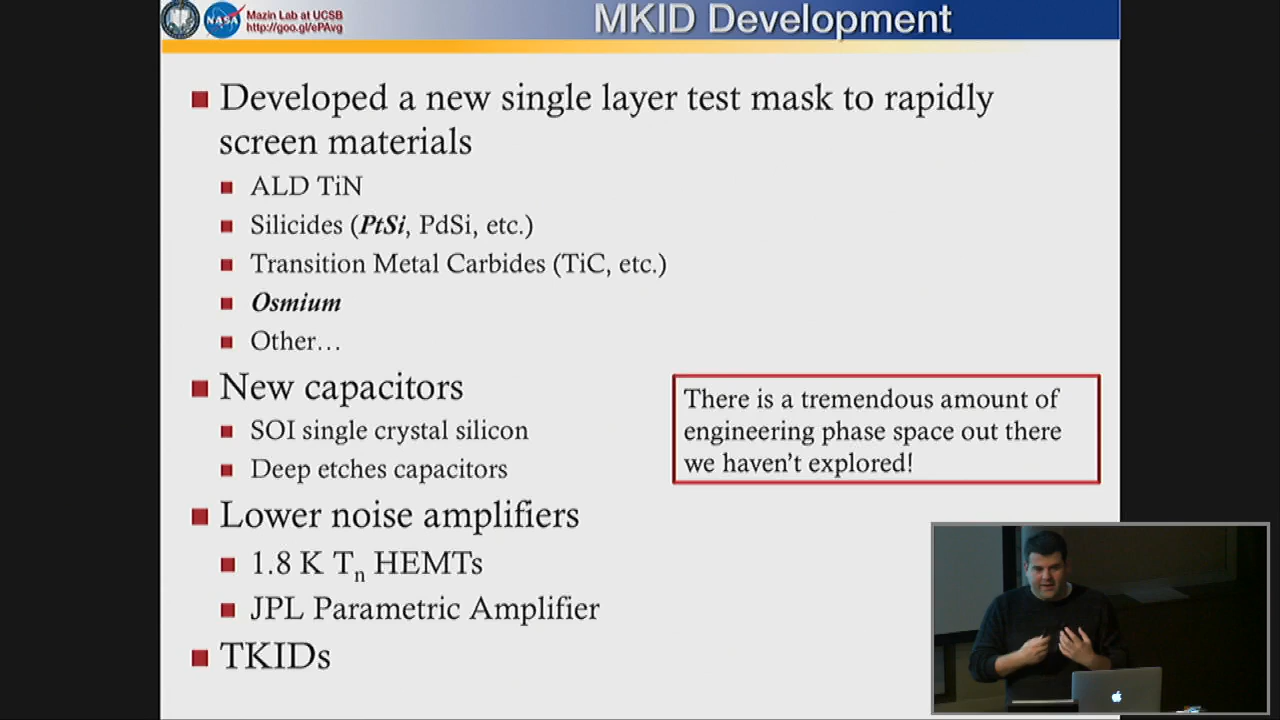 NASA
Mazin Lab at UCSB
http://goo.gl/ePAvg
MKID Development
Developed a new single layer test mask to rapidly
screen materials
ALD TiN
Silicides (PtSi, PdSi, etc.)
Transition Metal Carbides (TiC, etc.)
Osmium
Other…
New capacitors
SOI single crystal silicon
Deep etches capacitors
There is a tremendous amount of
engineering phase space out there
we haven't explored!
Lower noise amplifiers
1.8 K Tn HEMTs
JPL Parametric Amplifier
TKIDs